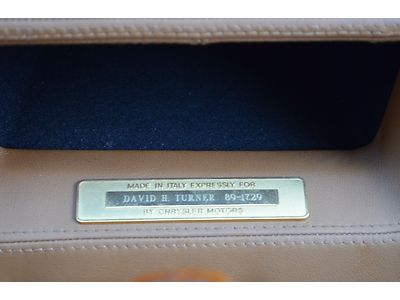 MADE IN ITALY EXPRESSLY FOR
DAVID H. TURNER 89-1729
BY CHRYSLER MOTORS